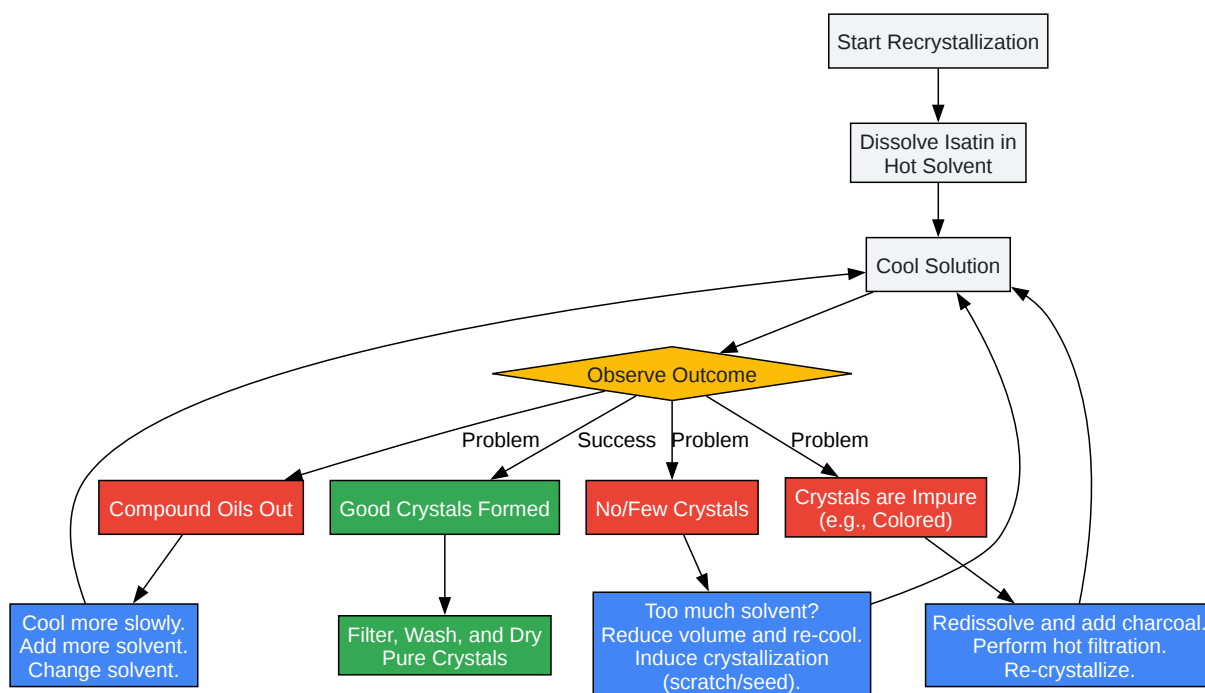 Start Recrystallization
Dissolve Isatin in
Hot Solvent
Cool Solution
Observe Outcome
Problem
Success
Problem
Problem
Compound Oils Out
Good Crystals Formed
No/Few Crystals
Crystals are Impure
(e.g., Colored)
Cool more slowly.
Add more solvent.
Change solvent.
Filter, Wash, and Dry
Pure Crystals
Too much solvent?
Reduce volume and re-cool.
Induce crystallization
(scratch/seed).
Redissolve and add charcoal.
Perform hot filtration.
Re-crystallize.